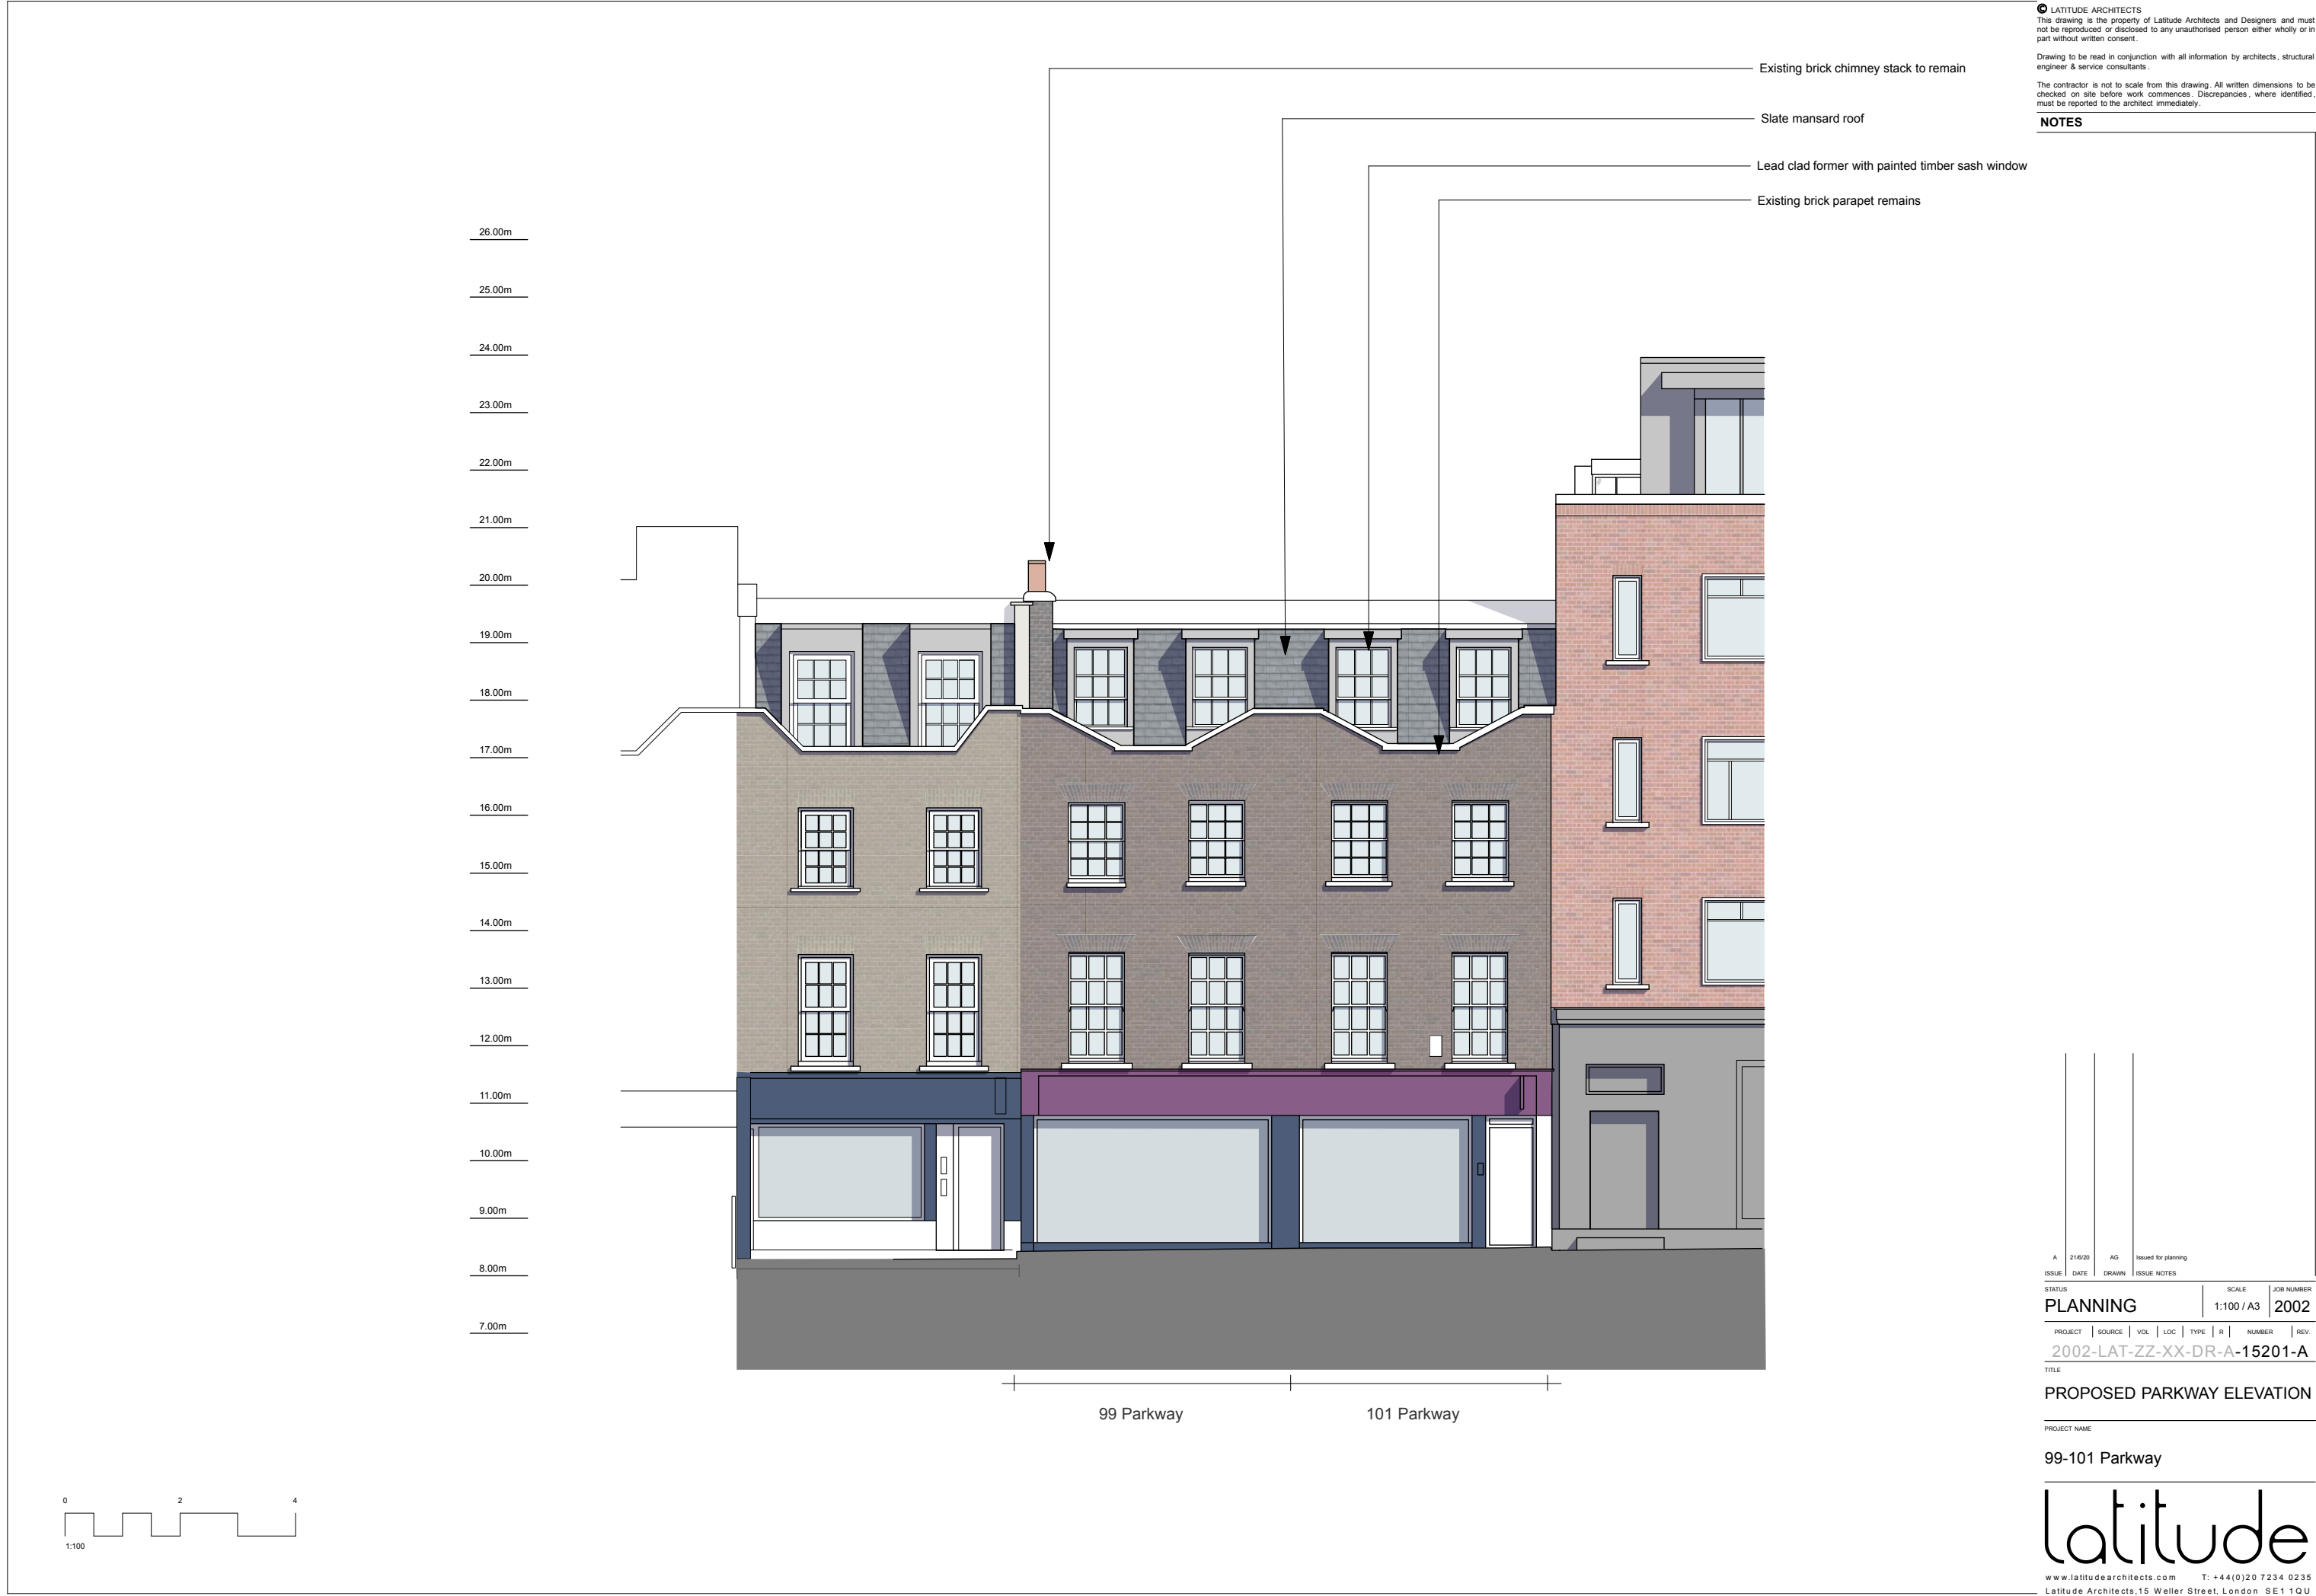 © LATITUDE ARCHITECTS
This drawing is the property of Latitude Architects and Designers and must
not be reproduced or disclosed to any unauthorised person either wholly or in
part without written consent.
Drawing to be read in conjunction with all information by architects, structural
engineer & service consultants.
The contractor is not to scale from this drawing. All written dimensions to be
checked on site before work commences. Discrepancies, where identified,
must be reported to the architect immediately.
NOTES
Existing brick chimney stack to remain
Slate mansard roof
Lead clad former with painted timber sash window
Existing brick parapet remains
26.00m
25.00m
24.00m
23.00m
22.00m
21.00m
20.00m
19.00m
18.00m
17.00m
16.00m
15.00m
14.00m
13.00m
12.00m
11.00m
10.00m
9.00m
8.00m
7.00m
99 Parkway 101 Parkway
0 2 4
1:100
A 21/6/20 AG Issued for planning
ISSUE DATE DRAWN ISSUE NOTES
STATUS SCALE JOB NUMBER
PLANNING 1:100 / A3 2002
PROJECT SOURCE VOL LOC TYPE R NUMBER REV.
2002-LAT-ZZ-XX-DR-A-15201-A
TITLE
PROPOSED PARKWAY ELEVATION
PROJECT NAME
99-101 Parkway
latitude
www.latitudearchitects.com T: +44(0)20 7234 0235
Latitude Architects,15 Weller Street, London SE1 1QU